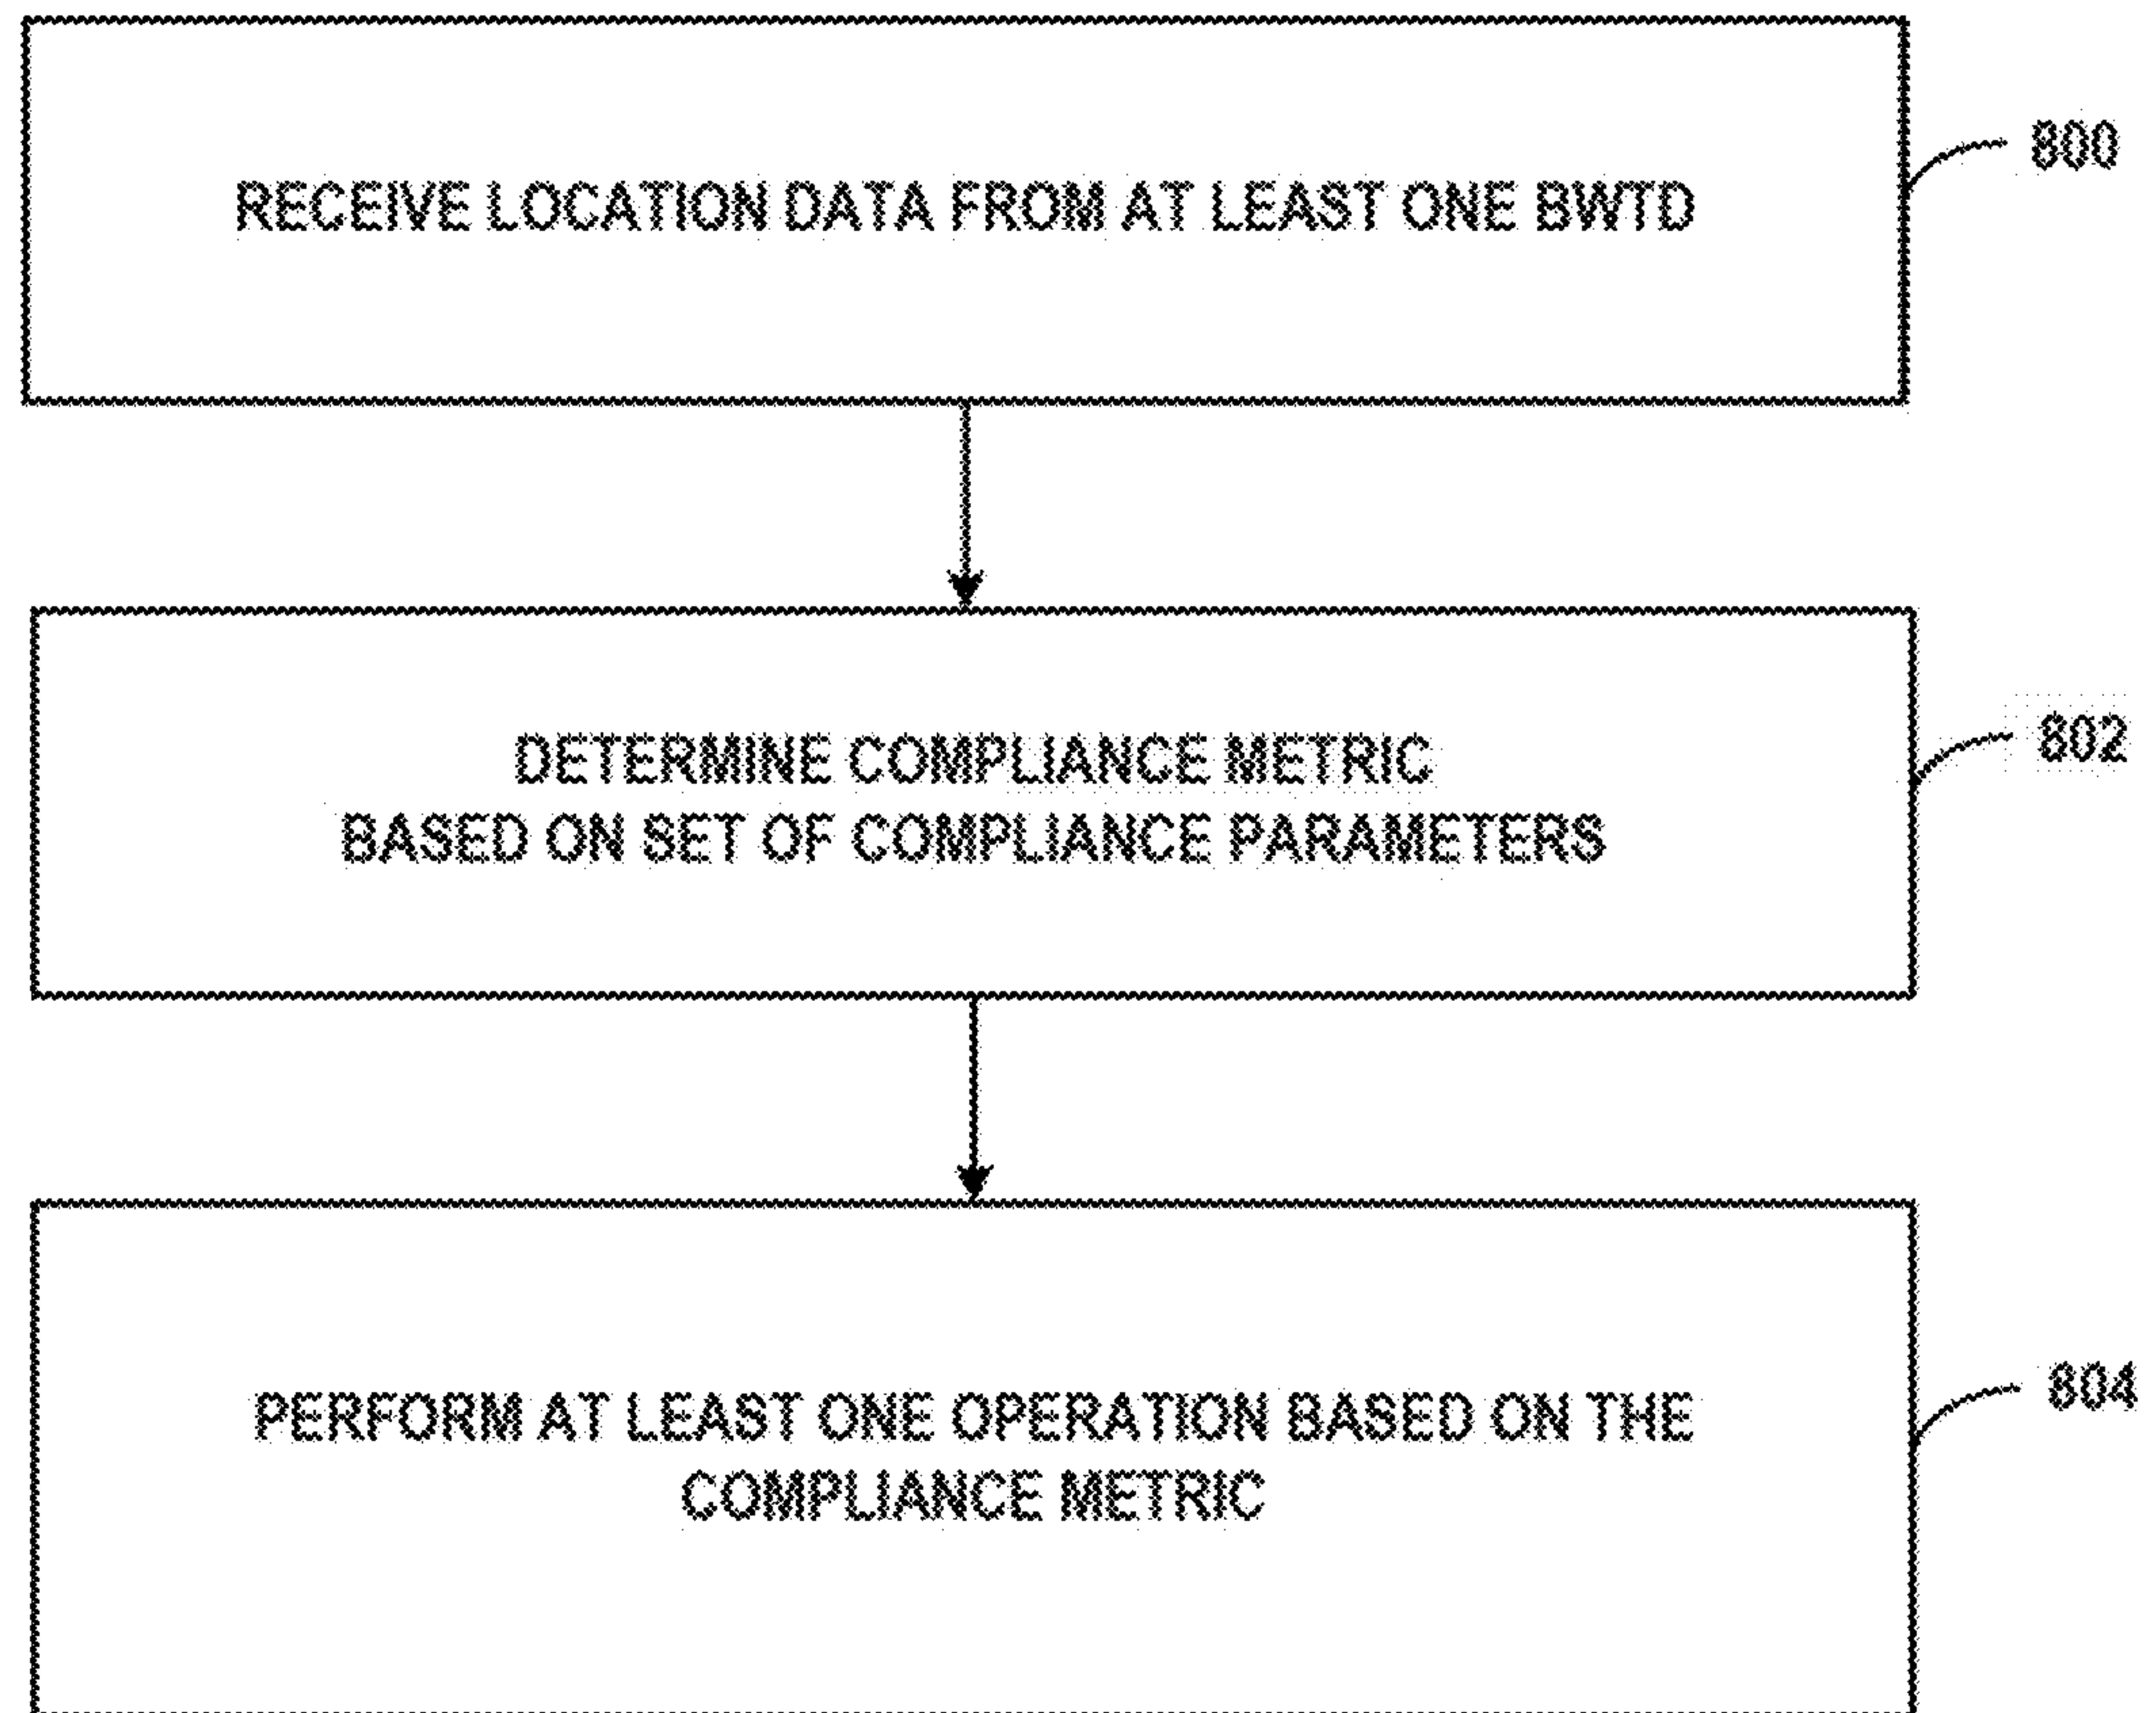 RECEIVE LOCATION DATA FROM AT LEAST ONE BWTD
800
DETERMINE COMPLIANCE METRIC
BASED ON SET OF COMPLIANCE PARAMETERS
802
PERFORM AT LEAST ONE OPERATION BASED ON THE
COMPLIANCE METRIC
804